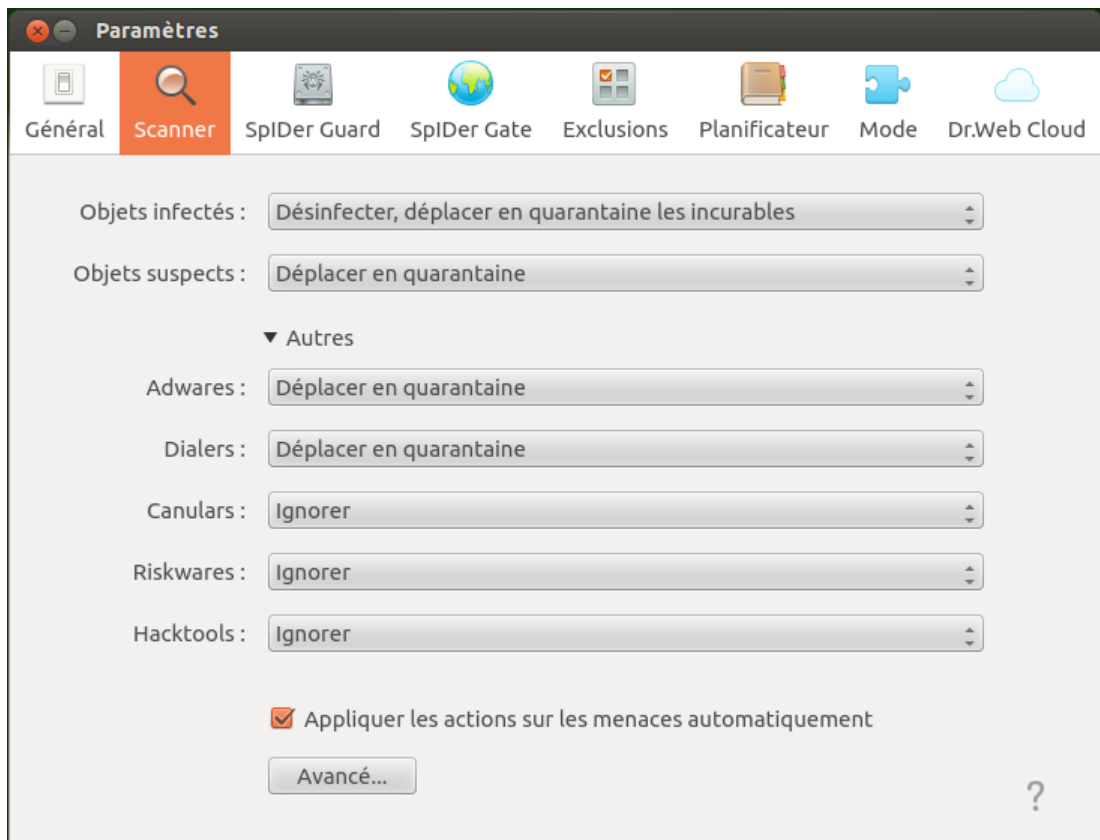 Paramètres
Général Scanner SpIDer Guard SpIDer Gate Exclusions Planificateur Mode Dr.Web Cloud
Objets infectés : Désinfecter, déplacer en quarantaine les incurables
Objets suspects : Déplacer en quarantaine
Autres
Adwares : Déplacer en quarantaine
Dialers : Déplacer en quarantaine
Canulars : Ignorer
Riskwares : Ignorer
Hacktools : Ignorer
Appliquer les actions sur les menaces automatiquement
Avancé...
?